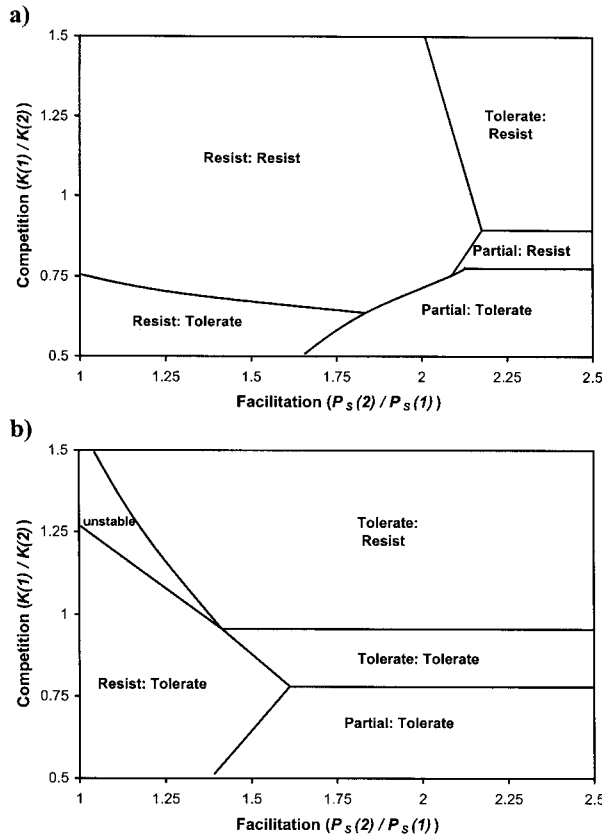 a)
1.5
1.25
1
0.75
0.5
Competition (K(1) / K(2))
Resist: Resist
Tolerate:
Resist
Partial: Resist
Resist: Tolerate
Partial: Tolerate
1
1.25
1.5
1.75
2
2.25
2.5
Facilitation (P_S(2) / P_S(1) )
b)
1.5
1.25
1
0.75
0.5
Competition (K(1) / K(2))
unstable
Tolerate:
Resist
Tolerate: Tolerate
Resist: Tolerate
Partial: Tolerate
1
1.25
1.5
1.75
2
2.25
2.5
Facilitation (P_S(2) / P_S(1) )